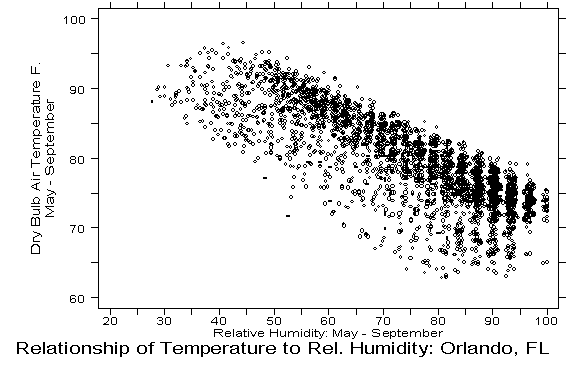 Dry Bulb Air Temperature F.
May - September
100
90
80
70
60
20 30 40 50 60 70 80 90 100
Relative Humidity: May - September
Relationship of Temperature to Rel. Humidity: Orlando, FL